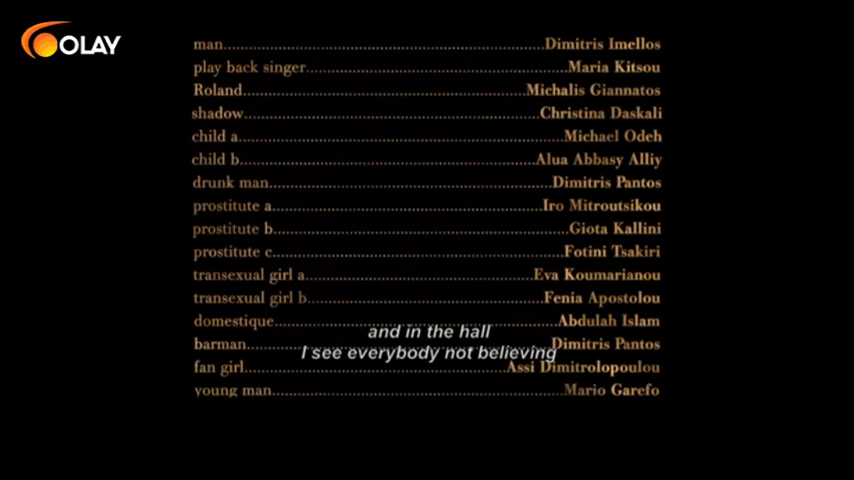 OLAY
man Dimitris Imellos
play back singer Maria Kitsou
Roland Michalis Giannatos
shadow Christina Daskali
child a Michael Odeh
child b Alua Abbasy Alliy
drunk man Dimitris Pantos
prostitute a Iro Mitroutsikou
prostitute b Giota Kallini
prostitute c Fotini Tsakiri
transexual girl a Eva Koumarianou
transexual girl b Fenia Apostolou
domestique Abdulah Islam
and in the hall
barman Dimitris Pantos
I see everybody not believing
fan girl Assi Dimitrolopoulou
young man Mario Garefo